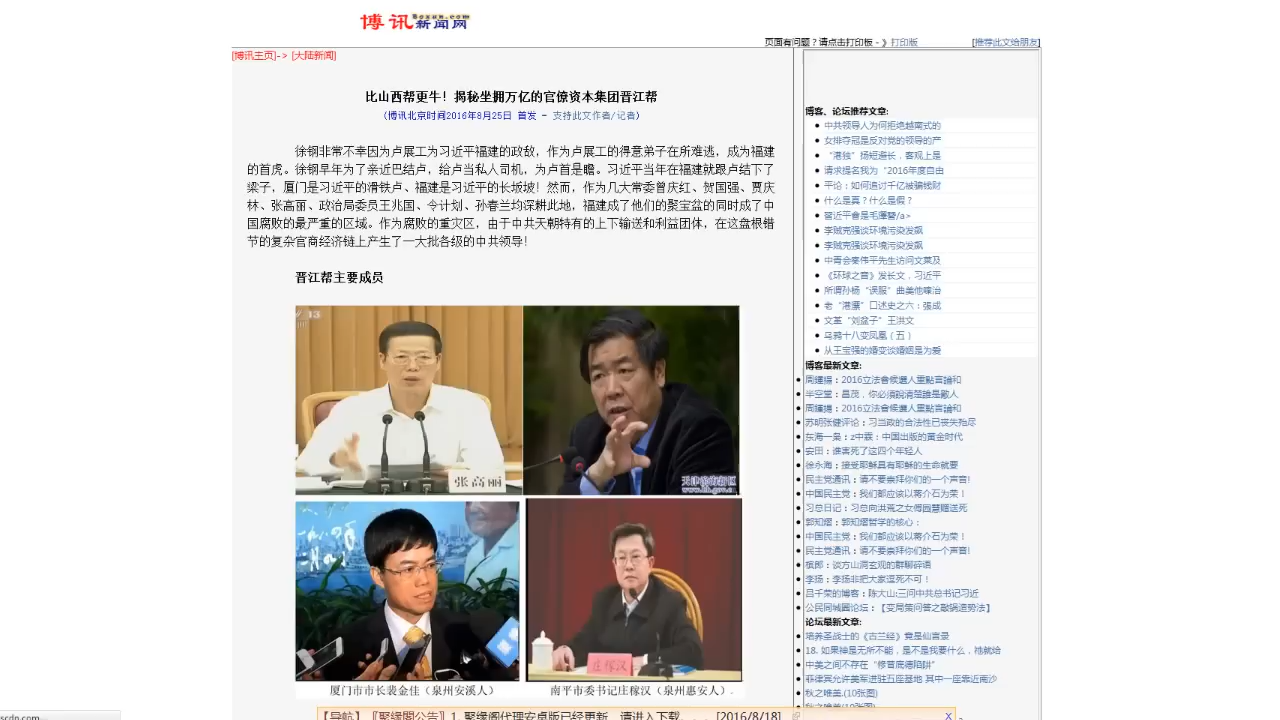 博讯新闻网
Boxun.com
页面有问题？请点击打印板 - 》 打印版
[推荐此文给朋友]
[博讯主页]-> [大陆新闻]
比山西帮更牛！揭秘坐拥万亿的官僚资本集团晋江帮
(博讯北京时间2016年8月25日 首发 - 支持此文作者/记者)
徐钢非常不幸因为卢展工为习近平福建的政敌，作为卢展工的得意弟子在所难逃，成为福建
的首虎。徐钢早年为了亲近巴结卢，给卢当私人司机，为卢首是瞻。习近平当年在福建就跟卢结下了
梁子，厦门是习近平的滑铁卢、福建是习近平的长坂坡！然而，作为几大常委曾庆红、贺国强、贾庆
林、张高丽、政治局委员王兆国、令计划、孙春兰均深耕此地，福建成了他们的聚宝盆的同时成了中
国腐败的最严重的区域。作为腐败的重灾区，由于中共天朝特有的上下输送和利益团体，在这盘根错
节的复杂官商经济链上产生了一大批各级的中共领导！
晋江帮主要成员
张高丽
庄稼汉
厦门市市长裴金佳（泉州安溪人）
南平市委书记庄稼汉（泉州惠安人）.
博客、论坛推荐文章:
中共领导人为何拒绝越南式的
女排夺冠是反对党的领导的产
“港独”扬短避长，客观上是
请求提名我为“2016年度自由
平论：如何追讨千亿被骗钱财
什么是真？什么是假？
習近平會是毛澤
李贼克强谈环境污染发飙
李贼克强谈环境污染发飙
中青会秦伟平先生访问文莱及
《环球之音》发长文，习近平
所谓孙杨“误服”曲美他嗪治
老“港漂”口述史之六：張成
文革“刘盆子”王洪文
乌鸦十八变凤凰（五）
从王宝强的婚变谈婚姻是为爱
博客最新文章:
2016立法會候選人重點言論和
半空堂：昌茂，你必須說清楚誰是敵人
2016立法會候選人重點言論和
苏明张健评论：习当政的合法性已丧失殆尽
东海一枭：z中霖：中国出版的黄金时代
安田：谁害死了这四个年轻人
徐永海：接受耶稣具有耶稣的生命就要
民主党通讯：请不要崇拜你们的一个声音!
中国民主党：我们都应该以蒋介石为荣！
习总日记：习总向洪荒之女傅园慧赠送死
郭知熠：郭知熠哲学的核心：
中国民主党：我们都应该以蒋介石为荣！
民主党通讯：请不要崇拜你们的一个声音!
槟郎：谈方山洞玄观的群聊碎语
李扬：李扬非把大家逗死不可！
吕千荣的博客：陈大山:三问中共总书记习近
公民同城圈论坛：【变局策问答之敲锅造势法】
论坛最新文章:
培养圣战士的《古兰经》竟是仙言录
18. 如果神是无所不能，是不是我要什么，祂就给
中美之间不存在“修昔底德陷阱”
菲律宾允许美军进驻五座基地 其中一座靠近南沙
秋之唯美.(10张图)
【导航】『聚缘閣公告』1. 聚缘阁代理安卓版已经更新，请进入下载。。。[2016/8/18]
X